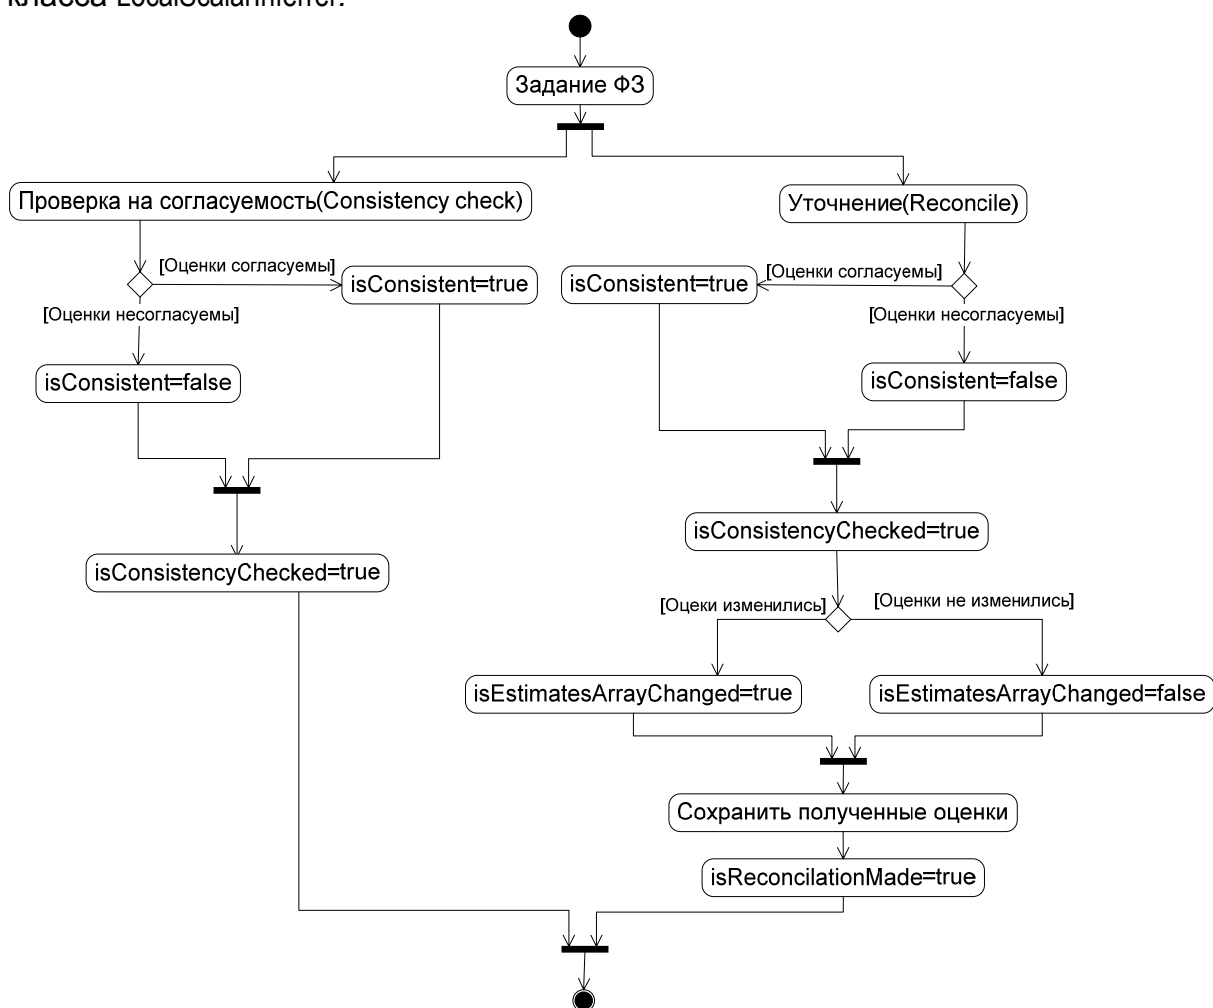 класса LocalScalarInferrer.
Задание ФЗ
Проверка на согласуемость(Consistency check)
Уточнение(Reconcile)
[Оценки согласуемы]
isConsistent=true
isConsistent=true
[Оценки согласуемы]
[Оценки несогласуемы]
[Оценки несогласуемы]
isConsistent=false
isConsistent=false
isConsistencyChecked=true
isConsistencyChecked=true
[Оцеки изменились]
[Оценки не изменились]
isEstimatesArrayChanged=true
isEstimatesArrayChanged=false
Сохранить полученные оценки
isReconcilationMade=true